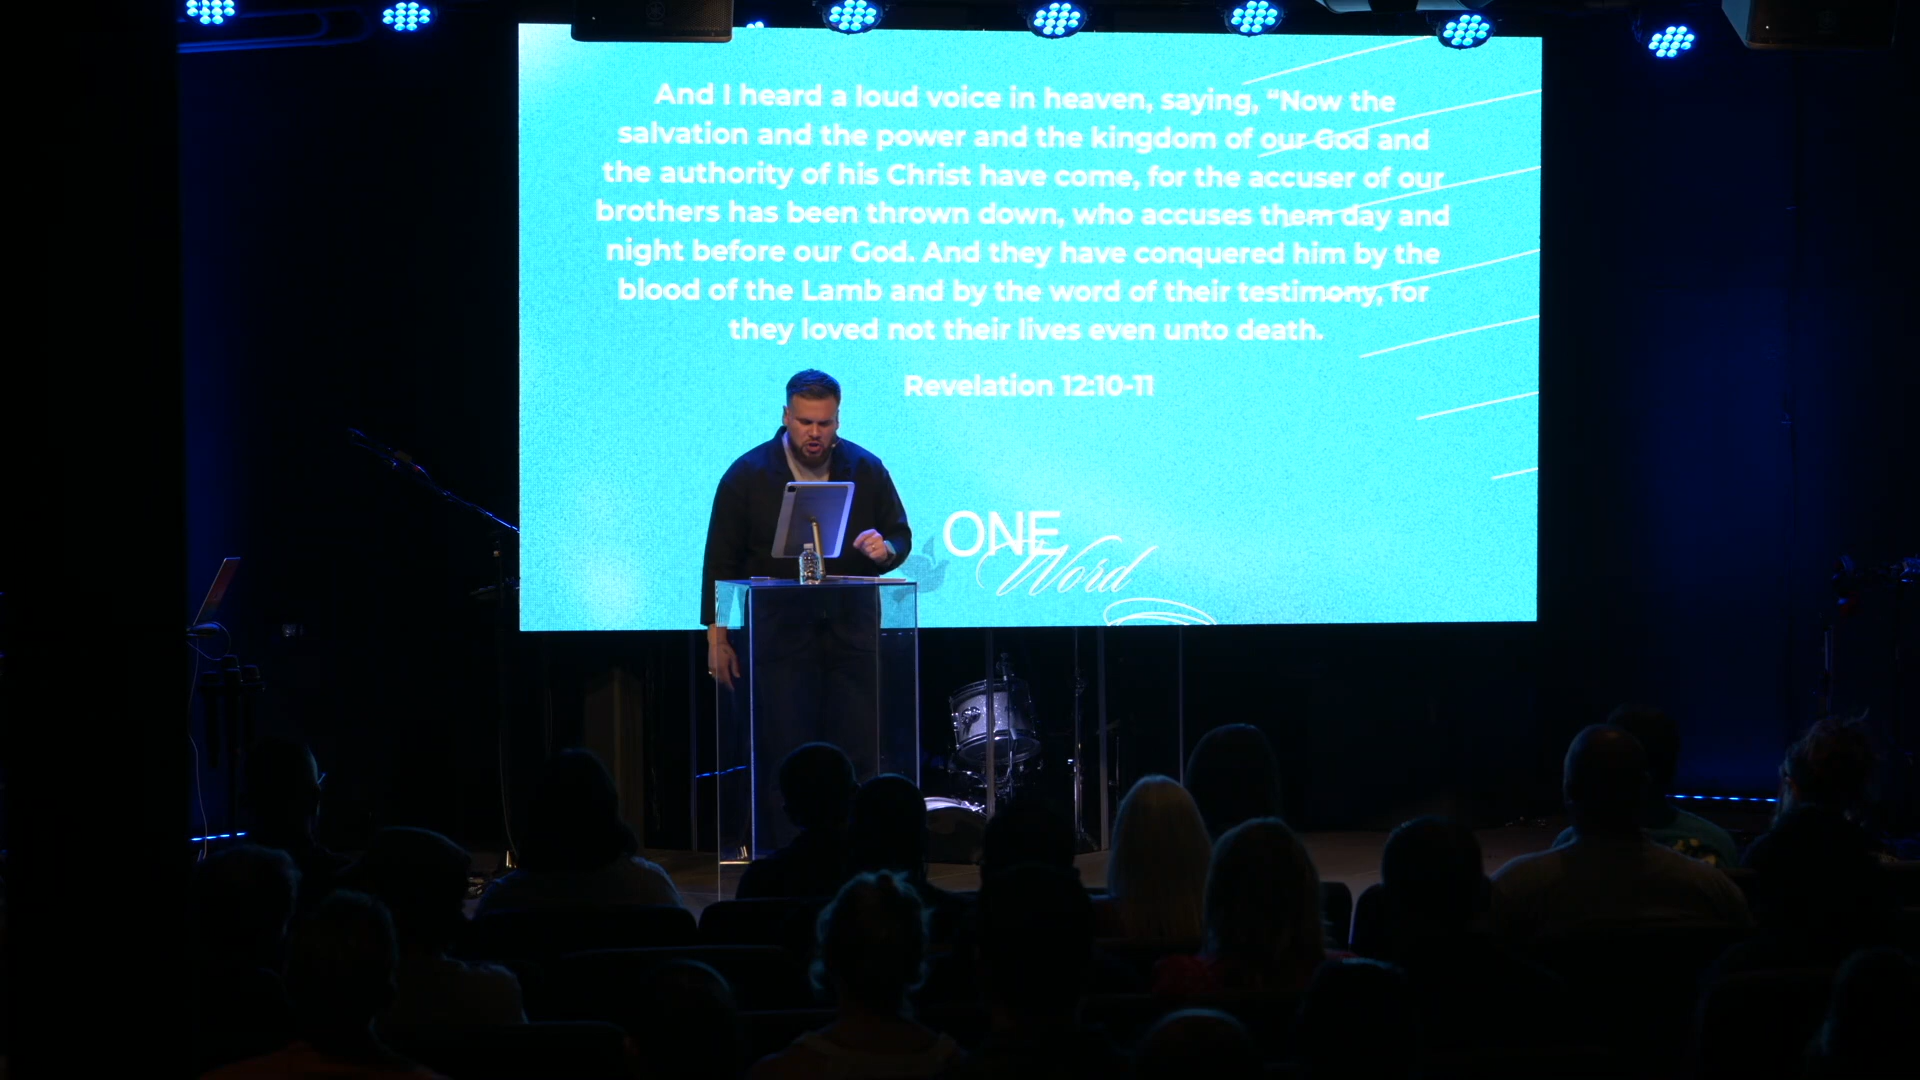 And I heard a loud voice in heaven, saying, “Now the
salvation and the power and the kingdom of our God and
the authority of his Christ have come, for the accuser of our
brothers has been thrown down, who accuses them day and
night before our God. And they have conquered him by the
blood of the Lamb and by the word of their testimony, for
they loved not their lives even unto death.
Revelation 12:10-11
ONE
Word